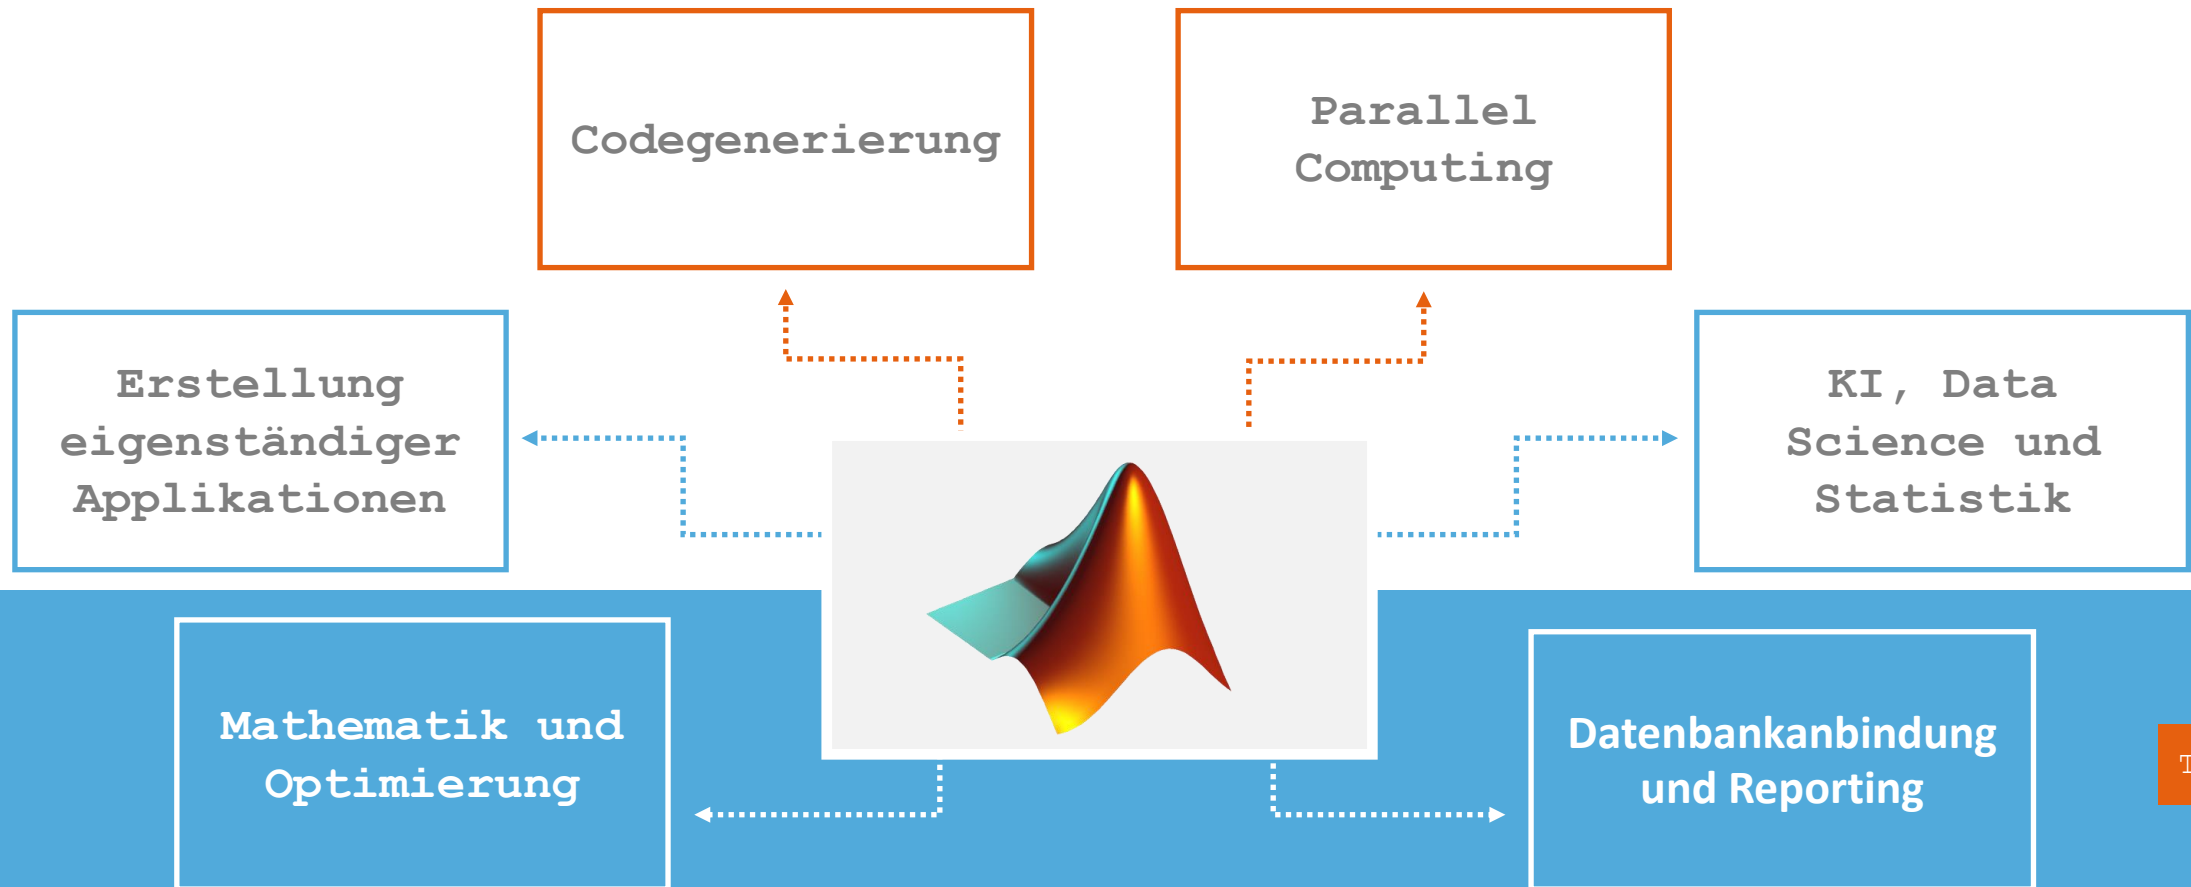 Codegenerierung
Parallel
Computing
Erstellung
eigenständiger
Applikationen
KI, Data
Science und
Statistik
Mathematik und
Optimierung
Datenbankanbindung
und Reporting